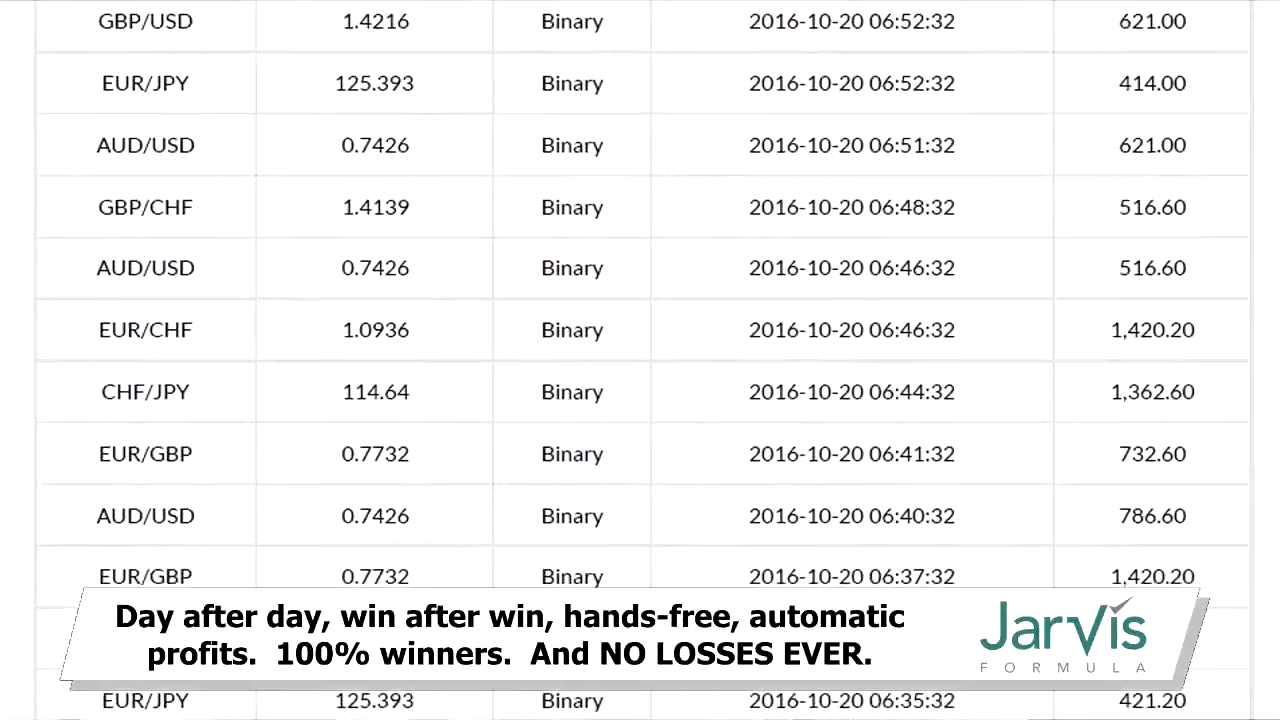 GBP/USD 1.4216 Binary 2016-10-20 06:52:32 621.00
EUR/JPY 125.393 Binary 2016-10-20 06:52:32 414.00
AUD/USD 0.7426 Binary 2016-10-20 06:51:32 621.00
GBP/CHF 1.4139 Binary 2016-10-20 06:48:32 516.60
AUD/USD 0.7426 Binary 2016-10-20 06:46:32 516.60
EUR/CHF 1.0936 Binary 2016-10-20 06:46:32 1,420.20
CHF/JPY 114.64 Binary 2016-10-20 06:44:32 1,362.60
EUR/GBP 0.7732 Binary 2016-10-20 06:41:32 732.60
AUD/USD 0.7426 Binary 2016-10-20 06:40:32 786.60
EUR/GBP 0.7732 Binary 2016-10-20 06:37:32 1,420.20
Day after day, win after win, hands-free, automatic
profits. 100% winners. And NO LOSSES EVER.
Jarvis
FORMULA
EUR/JPY 125.393 Binary 2016-10-20 06:35:32 421.20